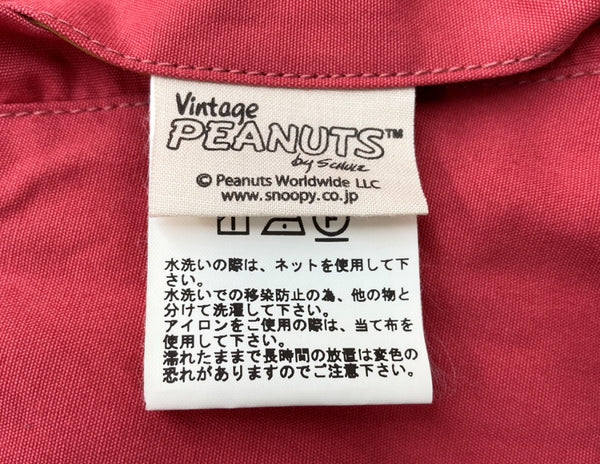 Vintage
PEANUTS™
by SCHULZ
© Peanuts Worldwide LLC
www.snoopy.co.jp
水洗いの際は、ネットを使用して下
さい。
水洗いでの移染防止の為、他の物と
分けて洗濯して下さい。
アイロンをご使用の際は、当て布を
使用して下さい。
濡れたままで長時間の放置は変色の
恐れがありますのでご注意下さい。